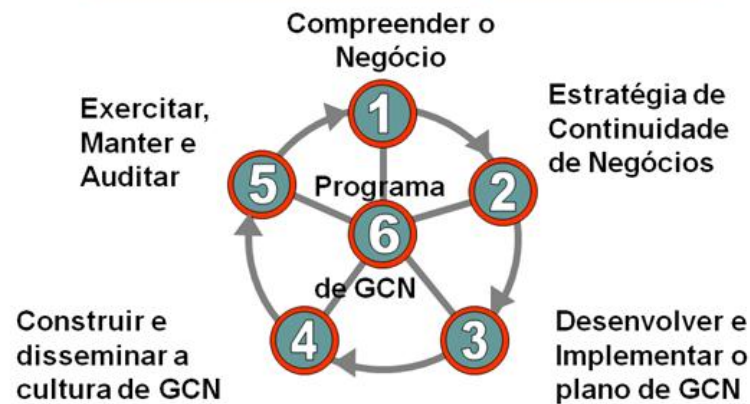 Compreender o
Negócio
1
Estratégia de
Continuidade
de Negócios
2
Desenvolver e
Implementar o
plano de GCN
3
Construir e
disseminar a
cultura de GCN
4
Exercitar,
Manter e
Auditar
5
Programa
6
de GCN